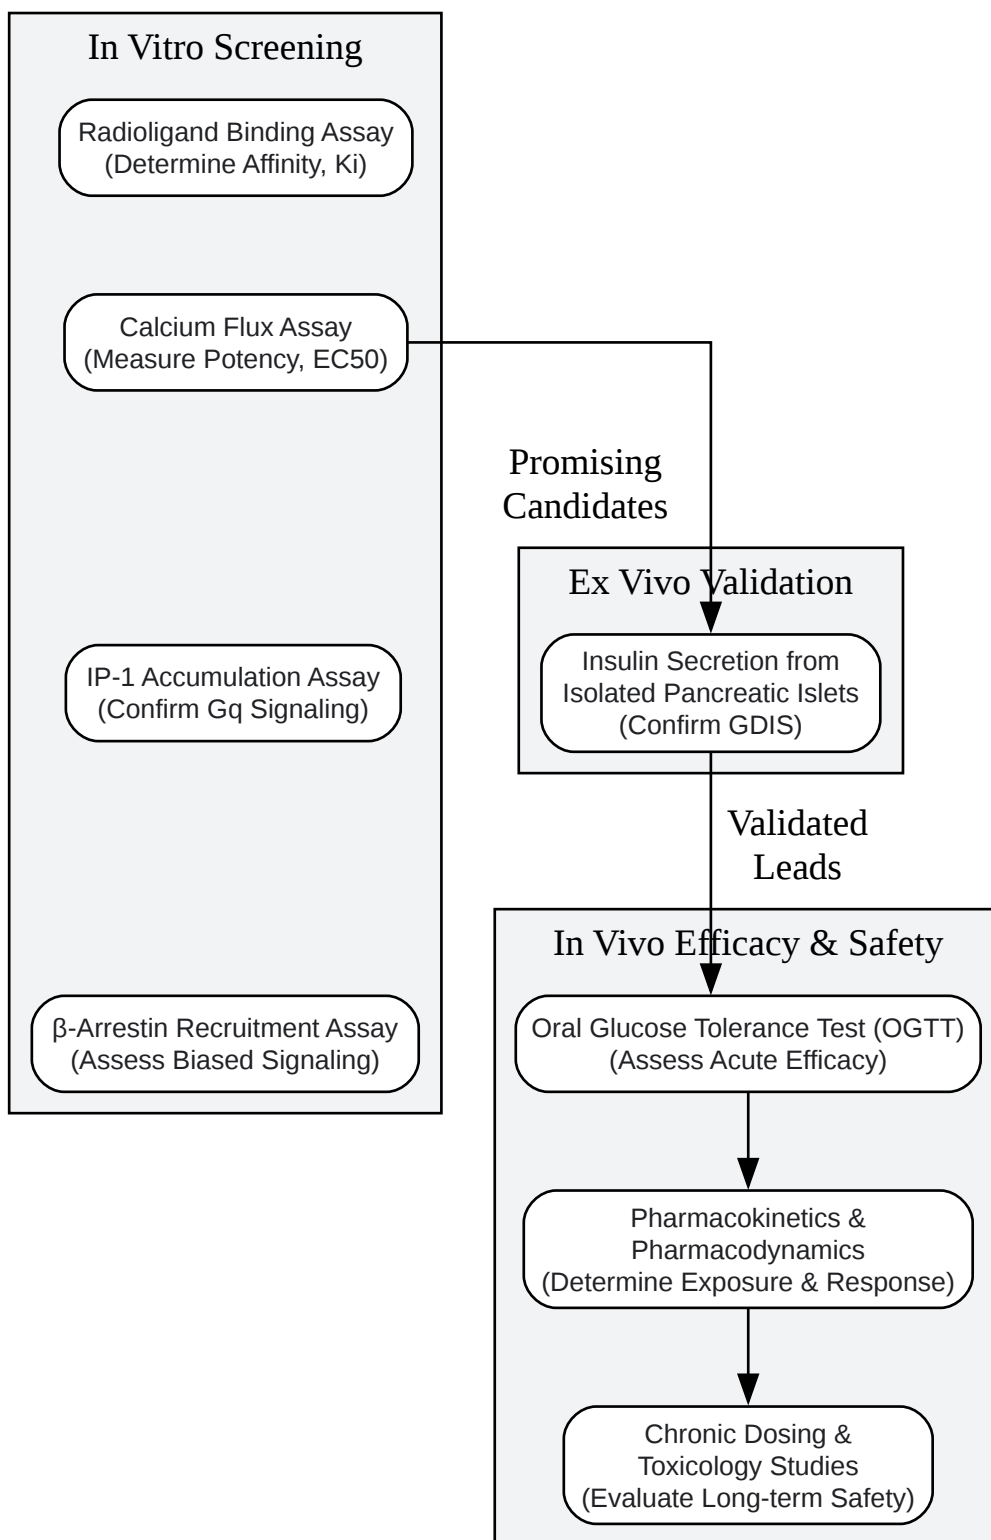 In Vitro Screening
Radioligand Binding Assay
(Determine Affinity, Ki)
Calcium Flux Assay
(Measure Potency, EC50)
IP-1 Accumulation Assay
(Confirm Gq Signaling)
β-Arrestin Recruitment Assay
(Assess Biased Signaling)
Promising
Candidates
Ex Vivo Validation
Insulin Secretion from
Isolated Pancreatic Islets
(Confirm GDIS)
Validated
Leads
In Vivo Efficacy & Safety
Oral Glucose Tolerance Test (OGTT)
(Assess Acute Efficacy)
Pharmacokinetics &
Pharmacodynamics
(Determine Exposure & Response)
Chronic Dosing &
Toxicology Studies
(Evaluate Long-term Safety)